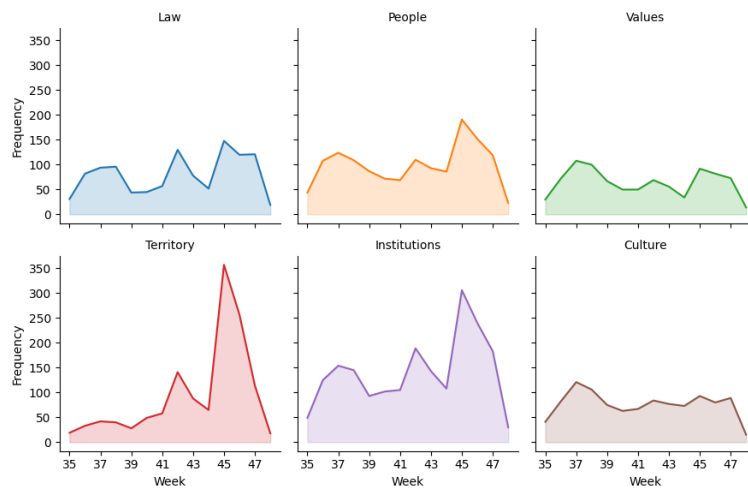 Law
People
Values
350
300
250
200
150
100
50
0
Frequency
Territory
Institutions
Culture
350
300
250
200
150
100
50
0
Frequency
35 37 39 41 43 45 47
35 37 39 41 43 45 47
35 37 39 41 43 45 47
Week
Week
Week